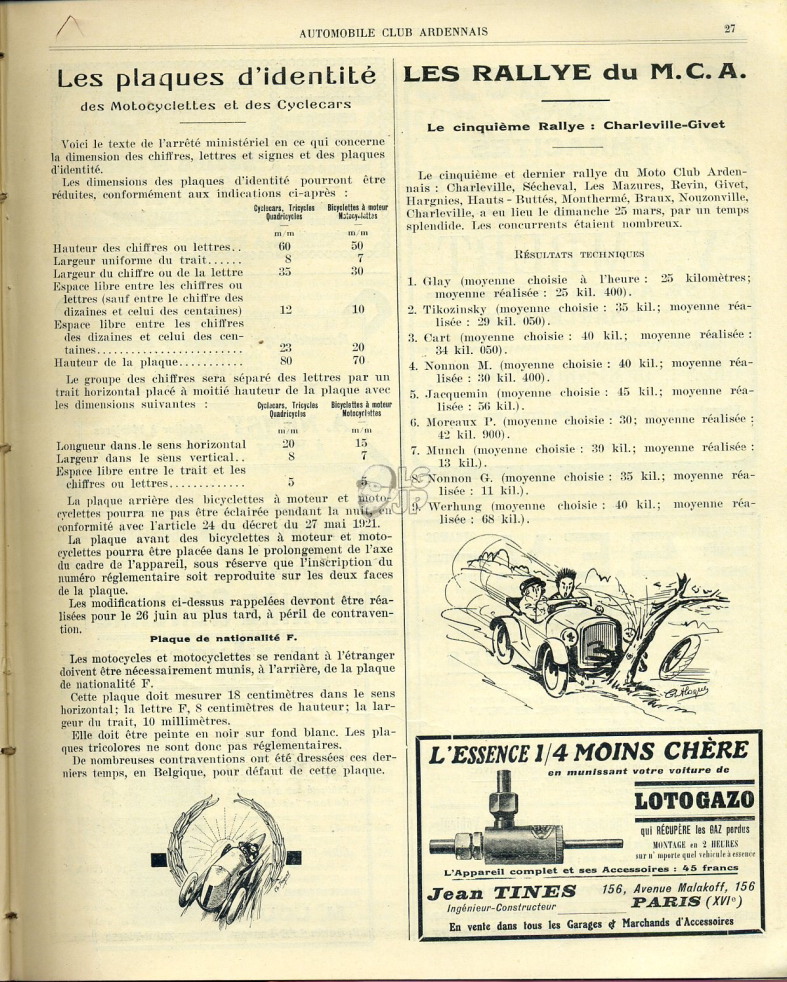 AUTOMOBILE CLUB ARDENNAIS
27
Les plaques d'identité
des Motocyclettes et des Cyclecars
Voici le texte de l'arrêté ministériel en ce qui concerne
la dimension des chiffres, lettres et signes et des plaques
d'identité.
Les dimensions des plaques d'identité pourront être
réduites, conformément aux indications ci-après :
Cyclecars, Tricycles Bicyclettes à moteur
Quadricycles Motocyclettes
m/m m/m
Hauteur des chiffres ou lettres.. 60 50
Largeur uniforme du trait...... 8 7
Largeur du chiffre ou de la lettre 35 30
Espace libre entre les chiffres ou
lettres (sauf entre le chiffre des
dizaines et celui des centaines) 12 10
Espace libre entre les chiffres
des dizaines et celui des cen-
taines........................ 23 20
Hauteur de la plaque........... 80 70
Le groupe des chiffres sera séparé des lettres par un
trait horizontal placé à moitié hauteur de la plaque avec
les dimensions suivantes :
Cyclecars, Tricycles Bicyclettes à moteur
Quadricycles Motocyclettes
m/m m/m
Longueur dans le sens horizontal 20 15
Largeur dans le sens vertical.. 8 7
Espace libre entre le trait et les
chiffres ou lettres............. 5 5
La plaque arrière des bicyclettes à moteur et moto-
cyclettes pourra ne pas être éclairée pendant la nuit, en
conformité avec l'article 24 du décret du 27 mai 1921.
La plaque avant des bicyclettes à moteur et moto-
cyclettes pourra être placée dans le prolongement de l'axe
du cadre de l'appareil, sous réserve que l'inscription du
numéro réglementaire soit reproduite sur les deux faces
de la plaque.
Les modifications ci-dessus rappelées devront être réa-
lisées pour le 26 juin au plus tard, à péril de contraven-
tion.
Plaque de nationalité F.
Les motocycles et motocyclettes se rendant à l'étranger
doivent être nécessairement munis, à l'arrière, de la plaque
de nationalité F.
Cette plaque doit mesurer 18 centimètres dans le sens
horizontal; la lettre F, 8 centimètres de hauteur; la lar-
geur du trait, 10 millimètres.
Elle doit être peinte en noir sur fond blanc. Les pla-
ques tricolores ne sont donc pas réglementaires.
De nombreuses contraventions ont été dressées ces der-
niers temps, en Belgique, pour défaut de cette plaque.
LES RALLYE du M.C.A.
Le cinquième Rallye : Charleville-Givet
Le cinquième et dernier rallye du Moto Club Arden-
nais : Charleville, Sécheval, Les Mazures, Revin, Givet,
Hargnies, Hauts-Buttés, Monthermé, Braux, Nouzonville,
Charleville, a eu lieu le dimanche 25 mars, par un temps
splendide. Les concurrents étaient nombreux.
RÉSULTATS TECHNIQUES
1. Glay (moyenne choisie à l'heure : 25 kilomètres;
moyenne réalisée : 25 kil. 400).
2. Tikozinsky (moyenne choisie : 35 kil.; moyenne réa-
lisée : 29 kil. 050).
3. Cart (moyenne choisie : 40 kil.; moyenne réalisée :
34 kil. 050).
4. Nonnon M. (moyenne choisie : 40 kil.; moyenne réa-
lisée : 30 kil. 400).
5. Jacquemin (moyenne choisie : 45 kil.; moyenne réa-
lisée : 56 kil.).
6. Moreaux P. (moyenne choisie : 30; moyenne réalisée :
42 kil. 900).
7. Munch (moyenne choisie : 39 kil.; moyenne réalisée :
13 kil.).
8. Nonnon G. (moyenne choisie : 35 kil.; moyenne réa-
lisée : 11 kil.).
9. Werhung (moyenne choisie : 40 kil.; moyenne réa-
lisée : 68 kil.).
L'ESSENCE 1/4 MOINS CHÈRE
en munissant votre voiture de
LOTOGAZO
qui RÉCUPÈRE les GAZ perdus
MONTAGE en 2 HEURES
sur n'importe quel véhicule à essence
L'Appareil complet et ses Accessoires : 45 francs
Jean TINES
Ingénieur-Constructeur
156, Avenue Malakoff, 156
PARIS (XVIe)
En vente dans tous les Garages & Marchands d'Accessoires